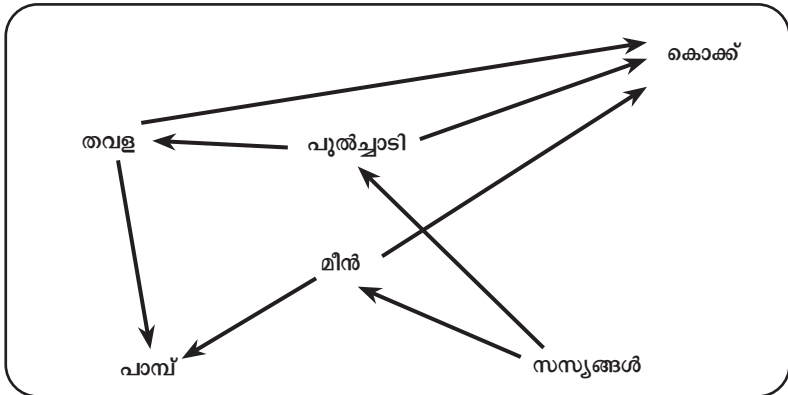 കൊക്ക്
തവള
പുൽച്ചാടി
മീൻ
പാമ്പ്
സസ്യങ്ങൾ